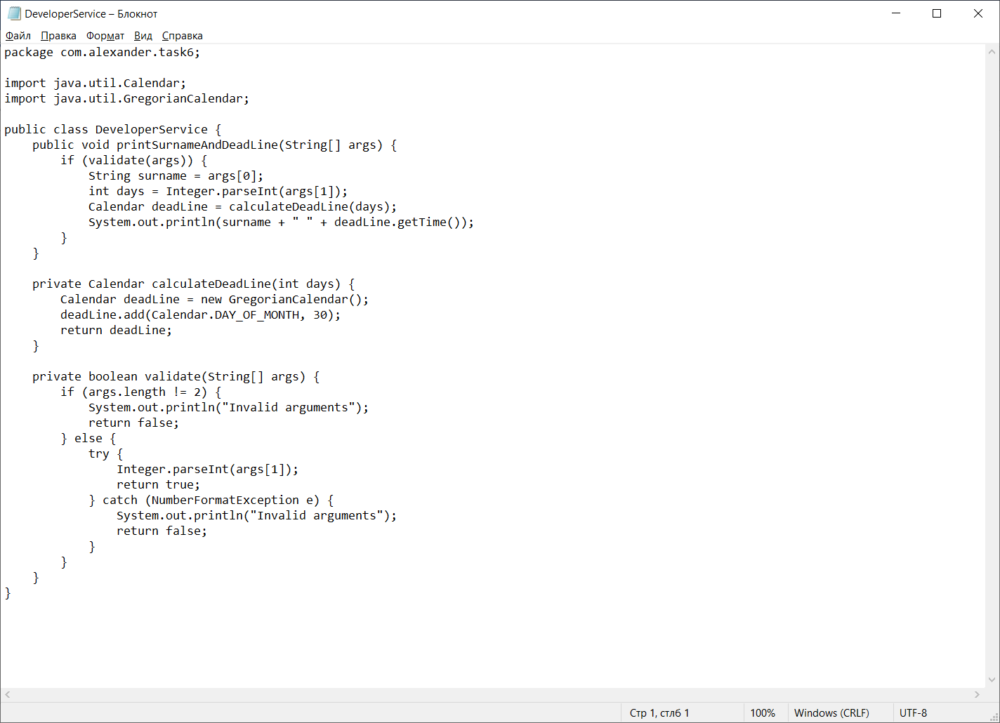 DeveloperService – Блокнот
Файл Правка Формат Вид Справка
package com.alexander.task6;

import java.util.Calendar;
import java.util.GregorianCalendar;

public class DeveloperService {
    public void printSurnameAndDeadLine(String[] args) {
        if (validate(args)) {
            String surname = args[0];
            int days = Integer.parseInt(args[1]);
            Calendar deadLine = calculateDeadLine(days);
            System.out.println(surname + " " + deadLine.getTime());
        }
    }

    private Calendar calculateDeadLine(int days) {
        Calendar deadLine = new GregorianCalendar();
        deadLine.add(Calendar.DAY_OF_MONTH, 30);
        return deadLine;
    }

    private boolean validate(String[] args) {
        if (args.length != 2) {
            System.out.println("Invalid arguments");
            return false;
        } else {
            try {
                Integer.parseInt(args[1]);
                return true;
            } catch (NumberFormatException e) {
                System.out.println("Invalid arguments");
                return false;
            }
        }
    }
}
Стр 1, стлб 1 100% Windows (CRLF) UTF-8